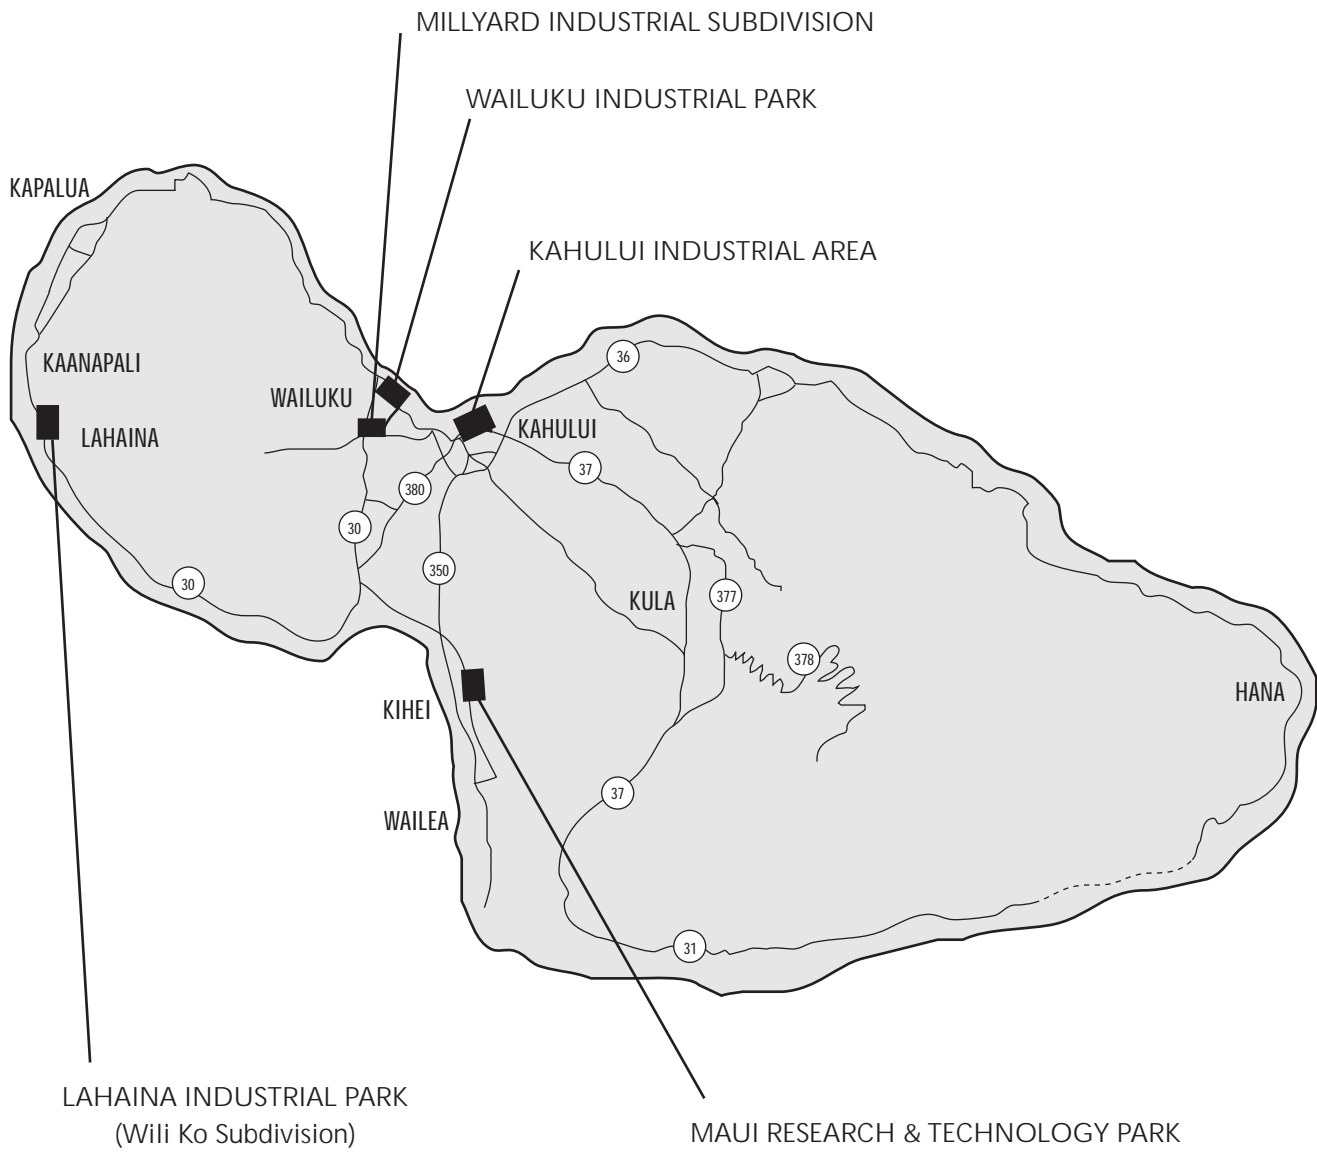 MILLYARD INDUSTRIAL SUBDIVISION
WAILUKU INDUSTRIAL PARK
KAPALUA
KAHULUI INDUSTRIAL AREA
36
KAANAPALI
WAILUKU
KAHULUI
LAHAINA
37
380
30
350
30
377
KULA
378
HANA
KIHEI
37
WAILEA
31
LAHAINA INDUSTRIAL PARK
(Wili Ko Subdivision)
MAUI RESEARCH & TECHNOLOGY PARK